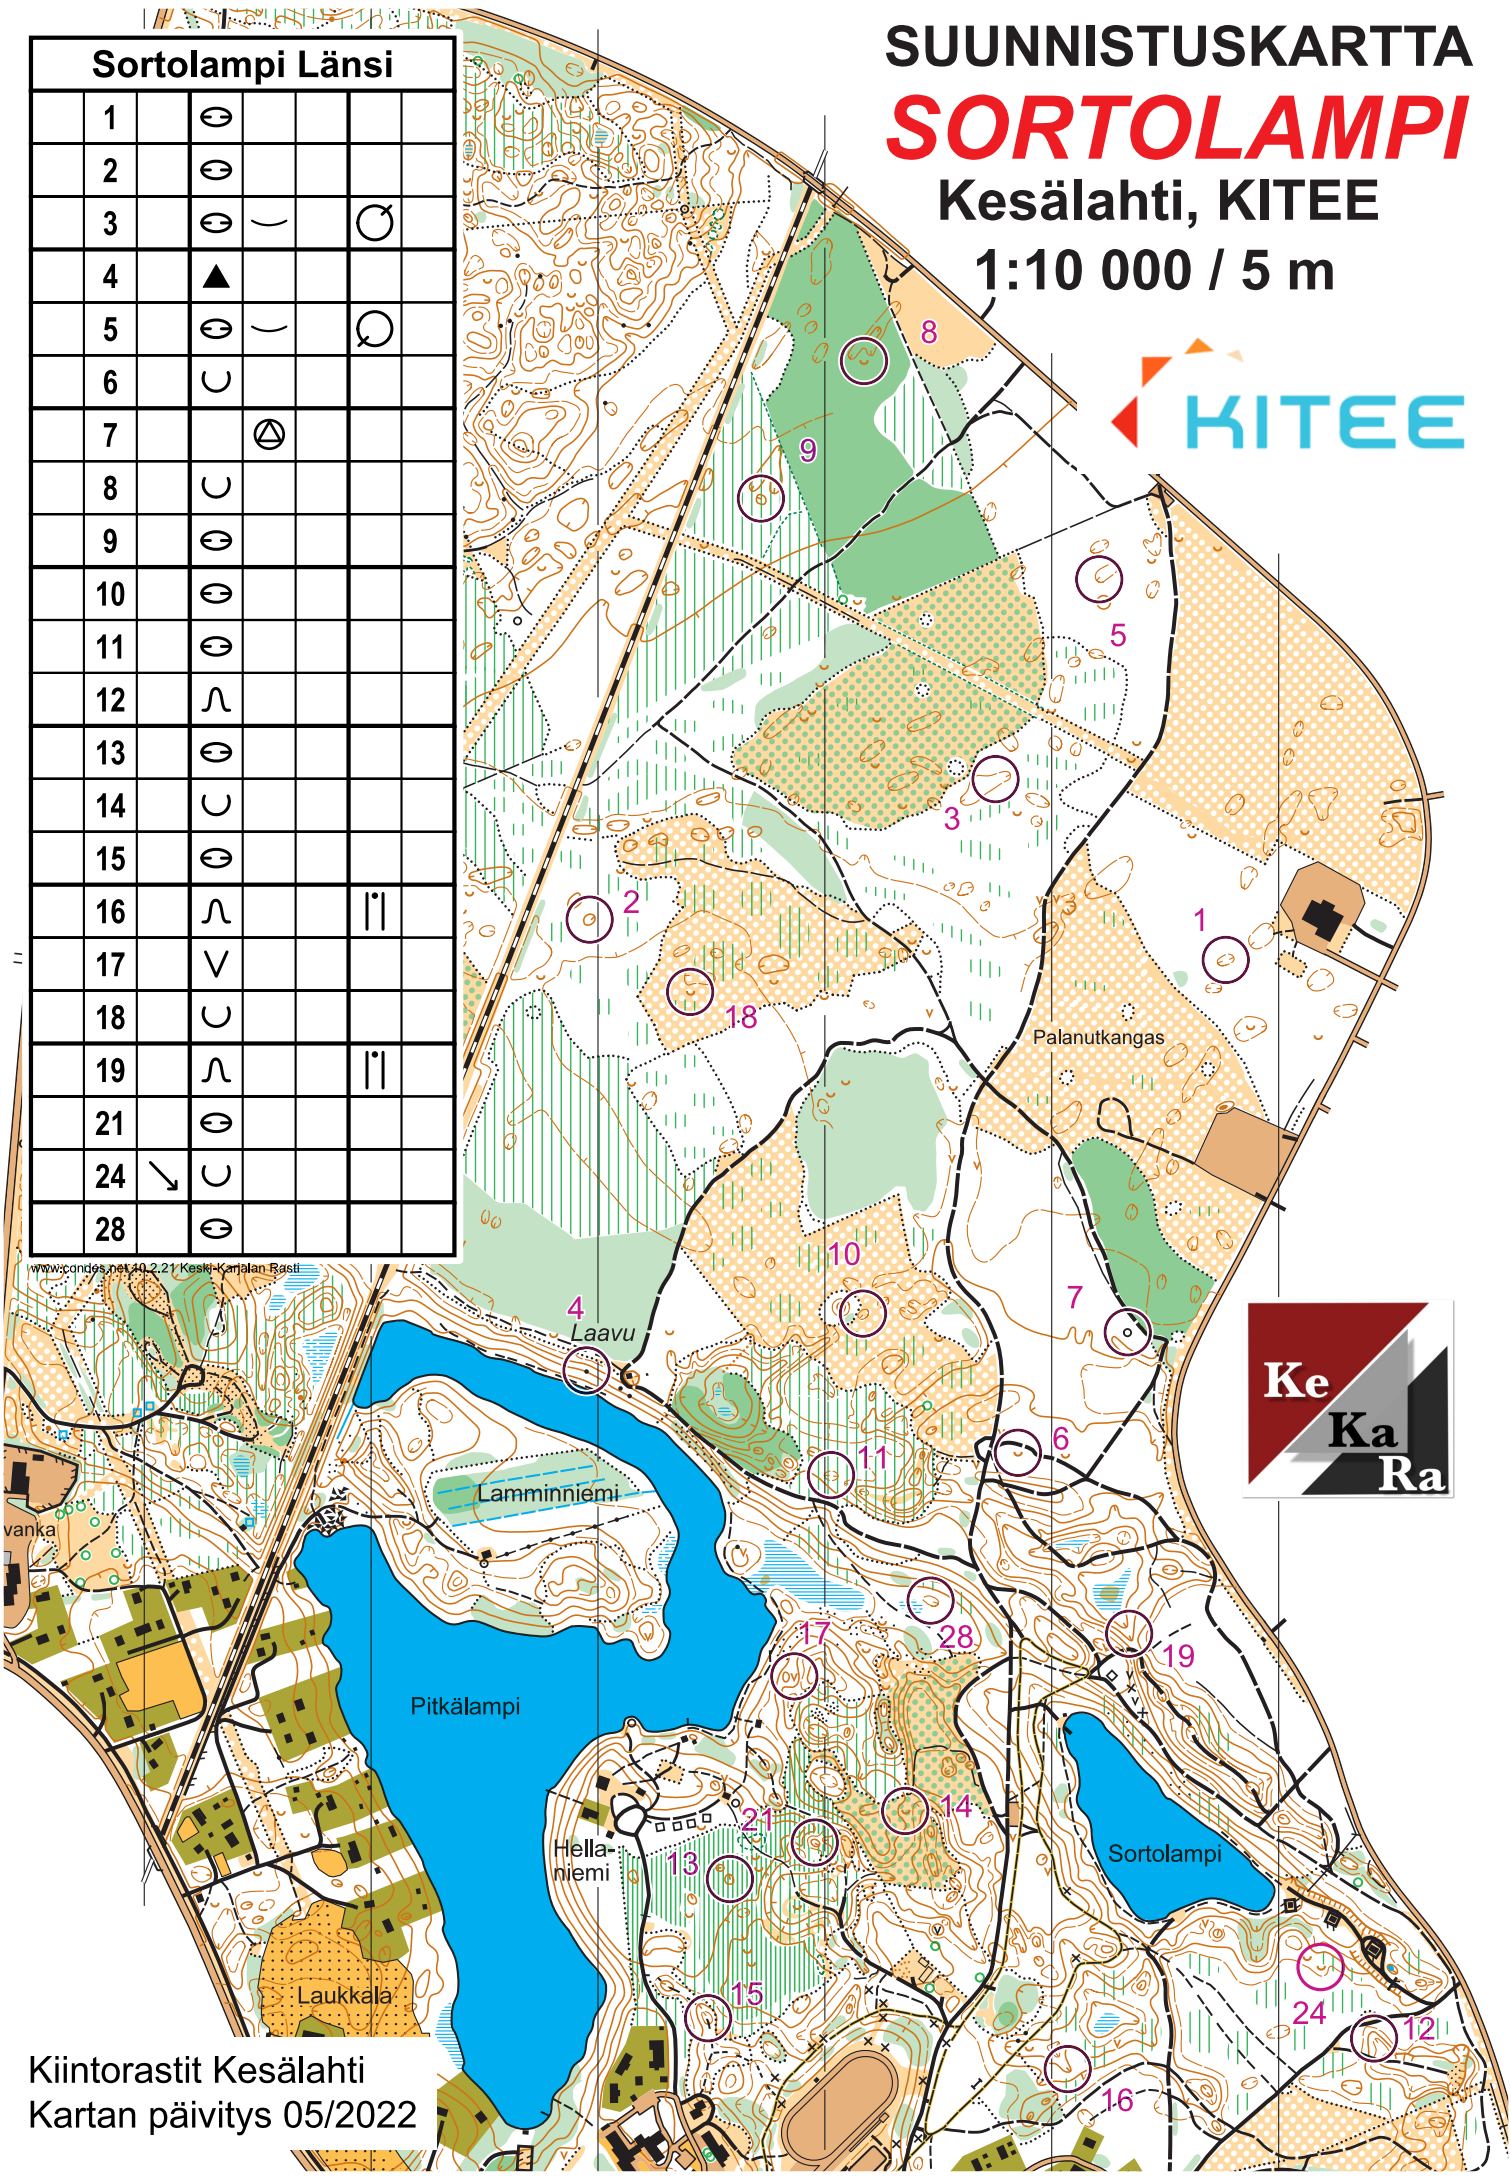 SUUNNISTUSKARTTA
SORTOLAMPI
Kesälahti, KITEE
1:10 000 / 5 m
KITEE
Sortolampi Länsi
1
2
3
4
5
6
7
8
9
10
11
12
13
14
15
16
17
18
19
21
24
28
www.condes.net 10.2.21 Keski-Karjalan Rasti
8
9
5
3
2
1
18
Palanutkangas
10
7
4
Laavu
6
11
Lamminniemi
vanka
Ke
Ka
Ra
28
17
19
Pitkälampi
14
21
13
Hella-
niemi
Sortolampi
15
Laukkala
24
12
16
Kiintorastit Kesälahti
Kartan päivitys 05/2022